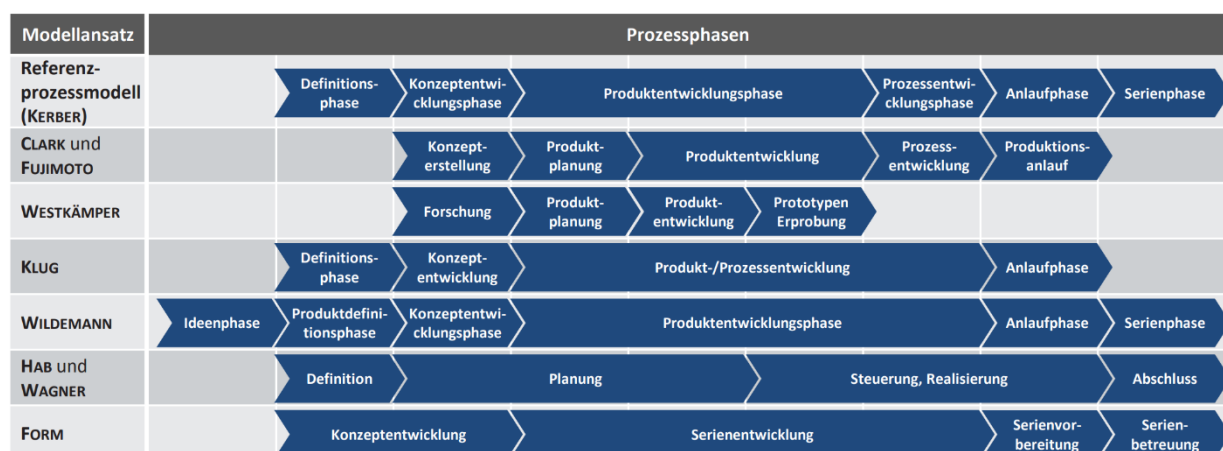 Modellansatz
Prozessphasen
Referenz-
prozessmodell
(KERBER)
Definitions-
phase
Konzeptentwi-
cklungsphase
Produktentwicklungsphase
Prozessentwi-
cklungsphase
Anlaufphase
Serienphase
CLARK und
FUJIMOTO
Konzept-
erstellung
Produkt-
planung
Produktentwicklung
Prozess-
entwicklung
Produktions-
anlauf
WESTKÄMPER
Forschung
Produkt-
planung
Produkt-
entwicklung
Prototypen
Erprobung
KLUG
Definitions-
phase
Konzept-
entwicklung
Produkt-/Prozessentwicklung
Anlaufphase
WILDEMANN
Ideenphase
Produktdefini-
tionsphase
Konzeptentwi-
cklungsphase
Produktentwicklungsphase
Anlaufphase
Serienphase
HAB und
WAGNER
Definition
Planung
Steuerung, Realisierung
Abschluss
FORM
Konzeptentwicklung
Serienentwicklung
Serienvor-
bereitung
Serien-
betreuung